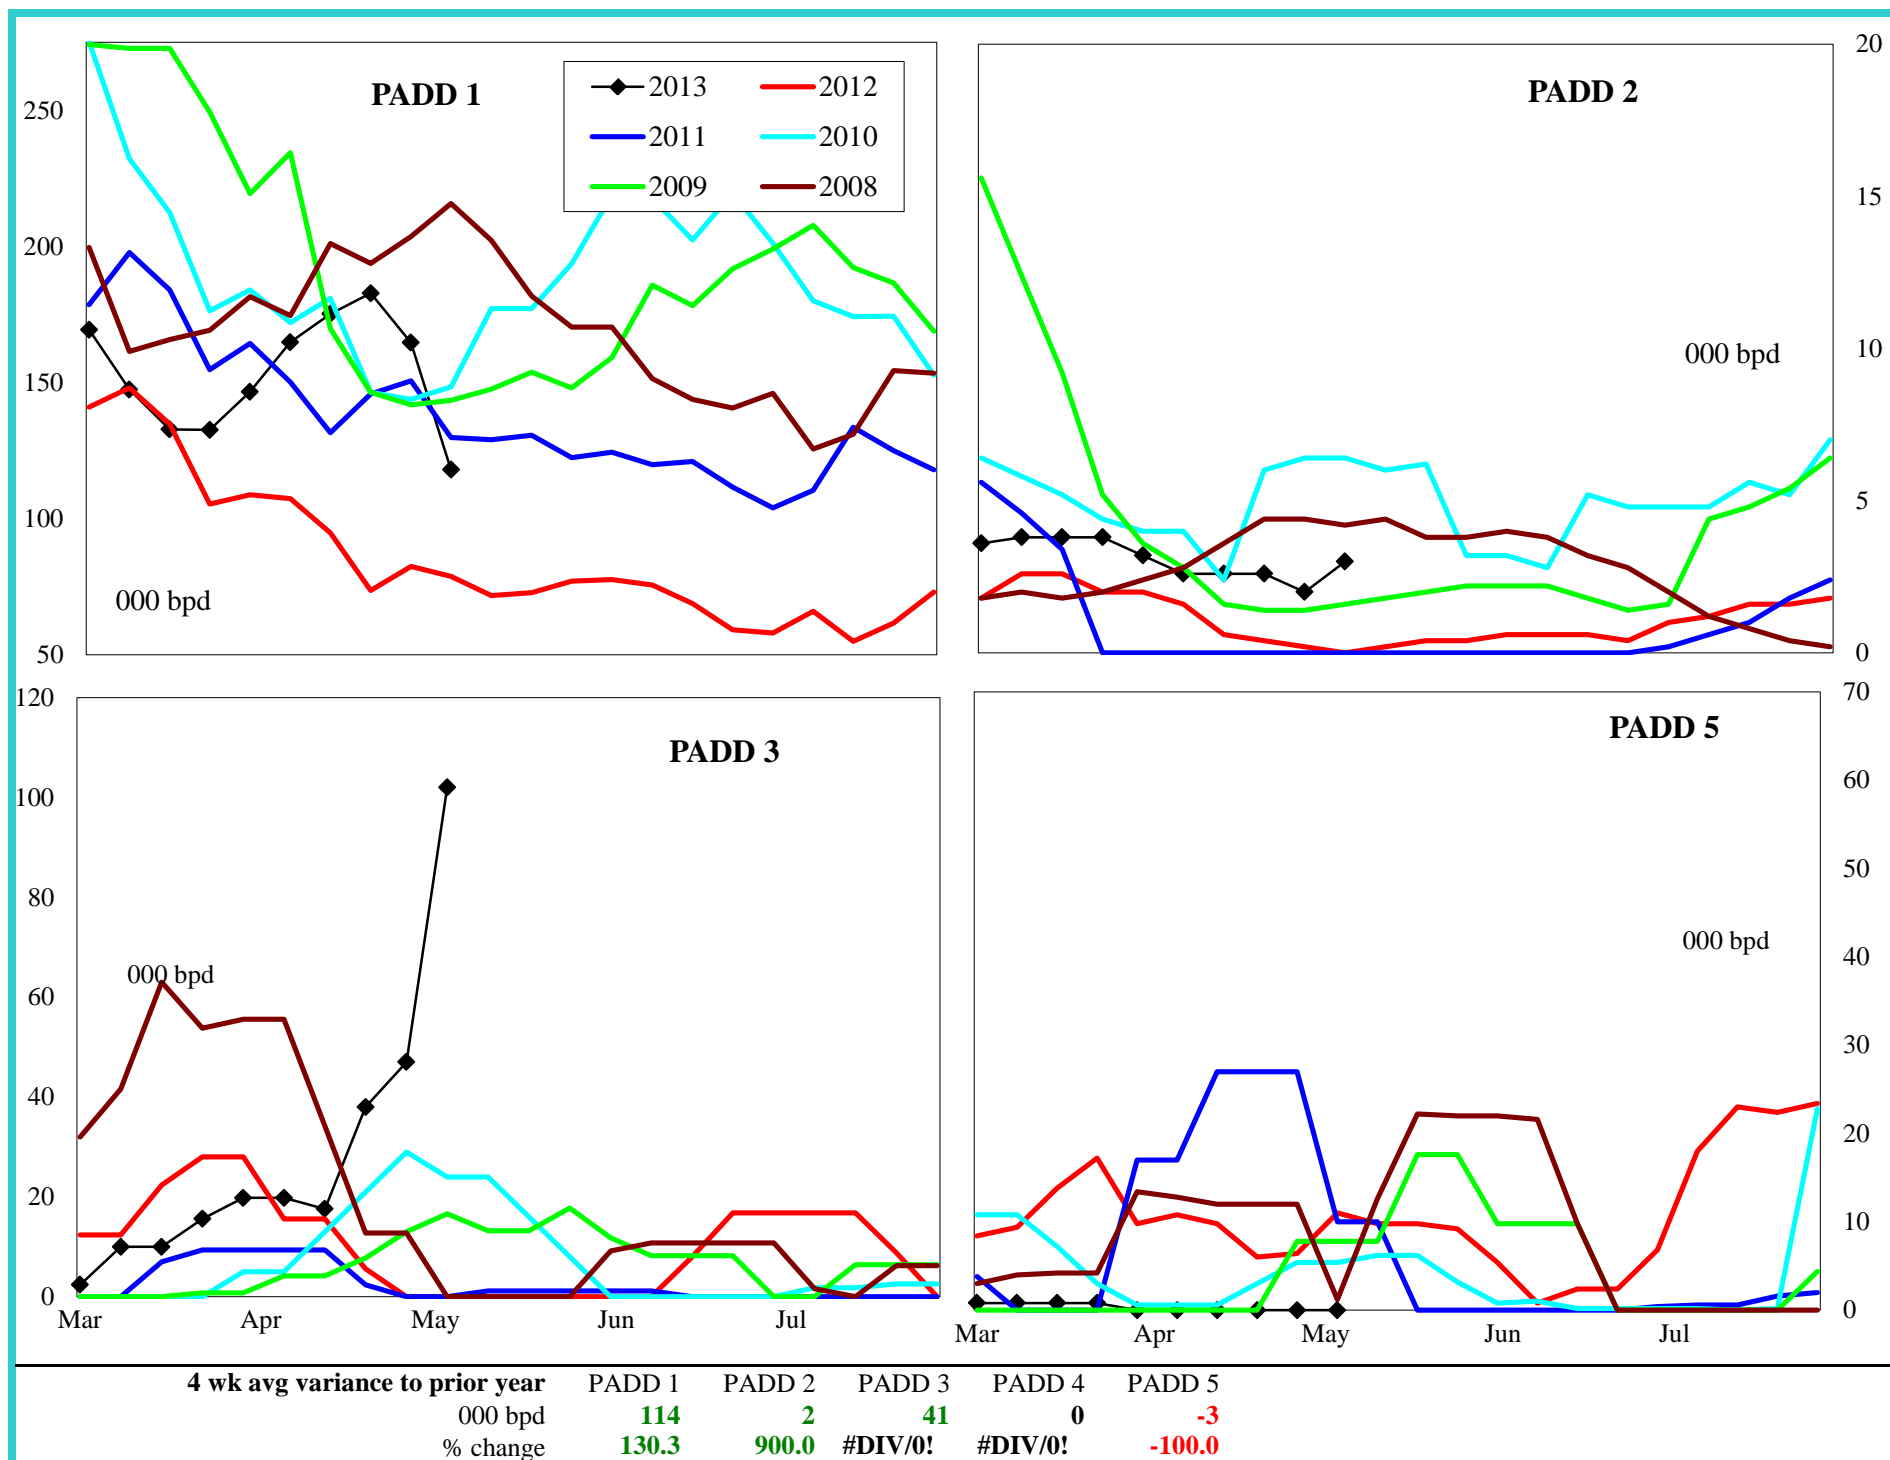 PADD 1
2013 2012
2011 2010
2009 2008
250
200
150
100
50
000 bpd
PADD 2
000 bpd
20
15
10
5
0
PADD 3
000 bpd
120
100
80
60
40
20
0
Mar Apr May Jun Jul
PADD 5
000 bpd
70
60
50
40
30
20
10
0
Mar Apr May Jun Jul
4 wk avg variance to prior year PADD 1 PADD 2 PADD 3 PADD 4 PADD 5
000 bpd 114 2 41 0 -3
% change 130.3 900.0 #DIV/0! #DIV/0! -100.0